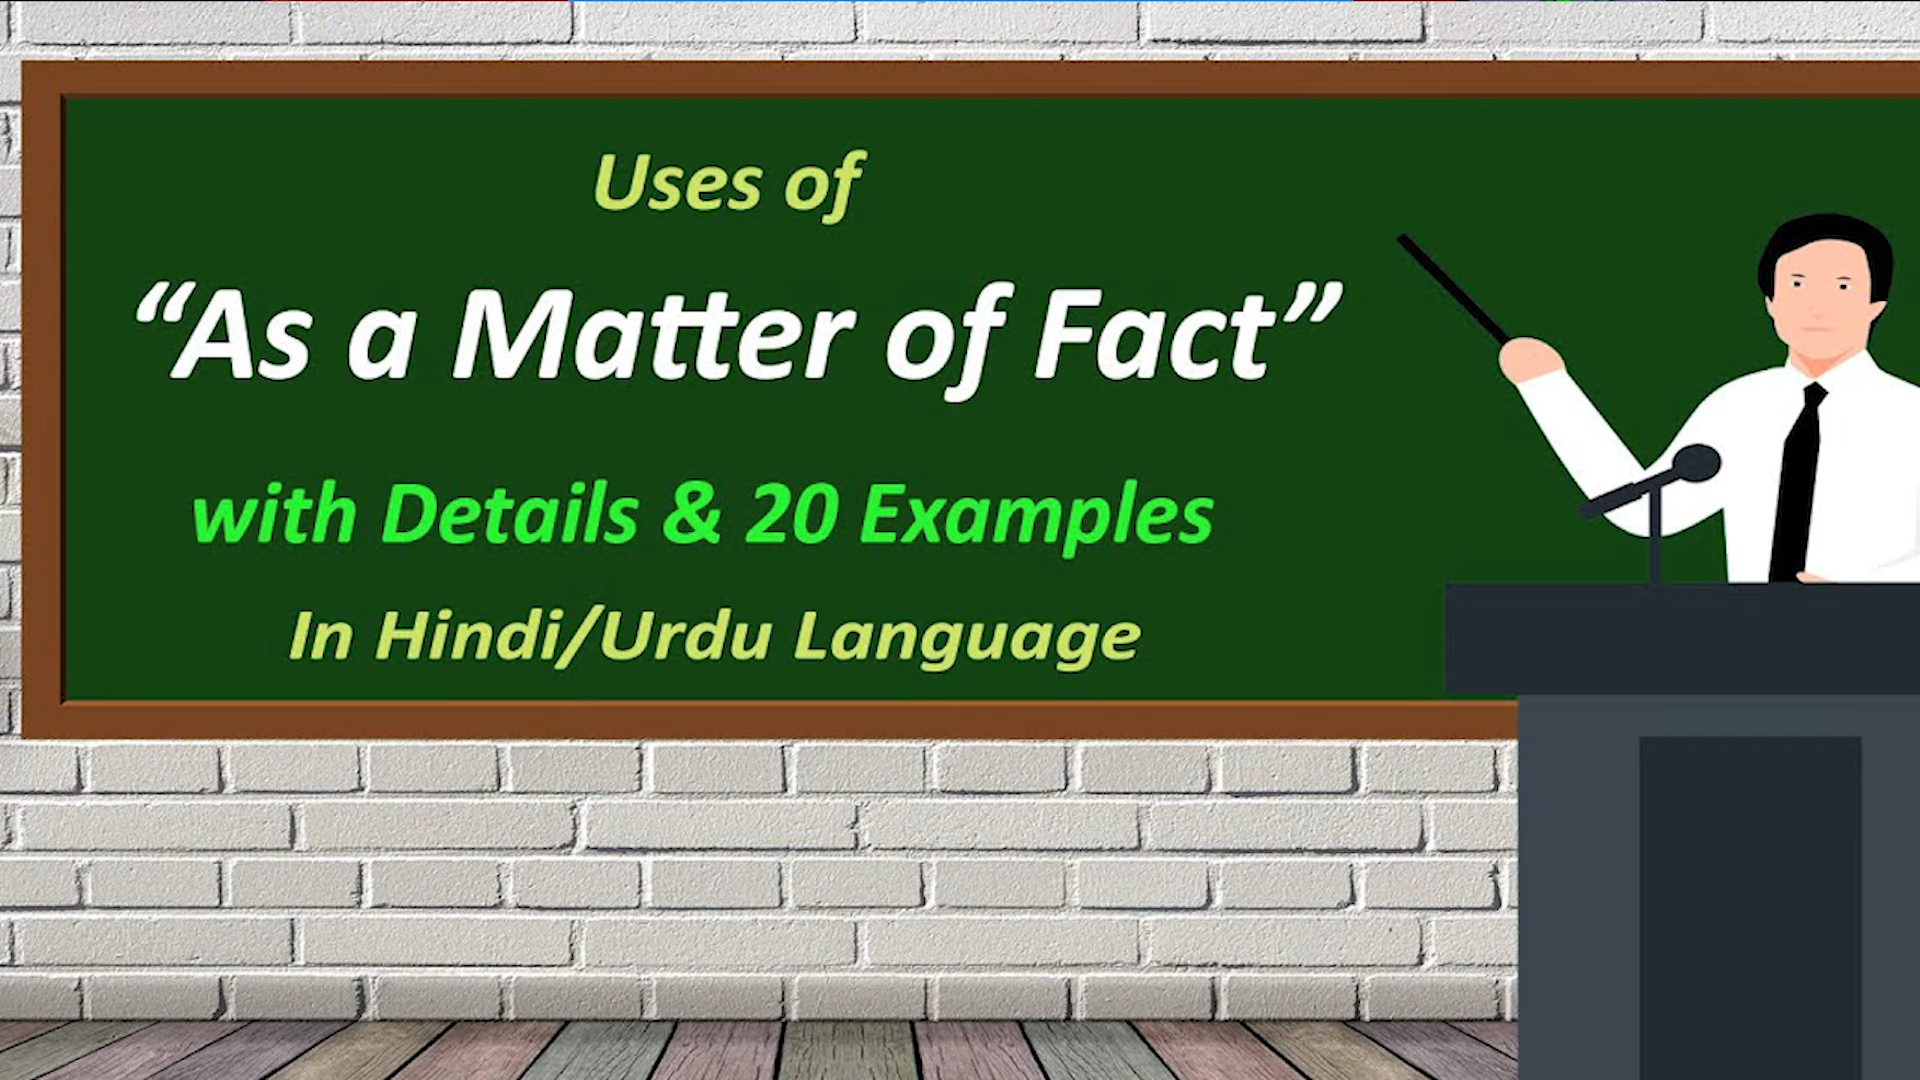 Uses of
“As a Matter of Fact”
with Details & 20 Examples
In Hindi/Urdu Language